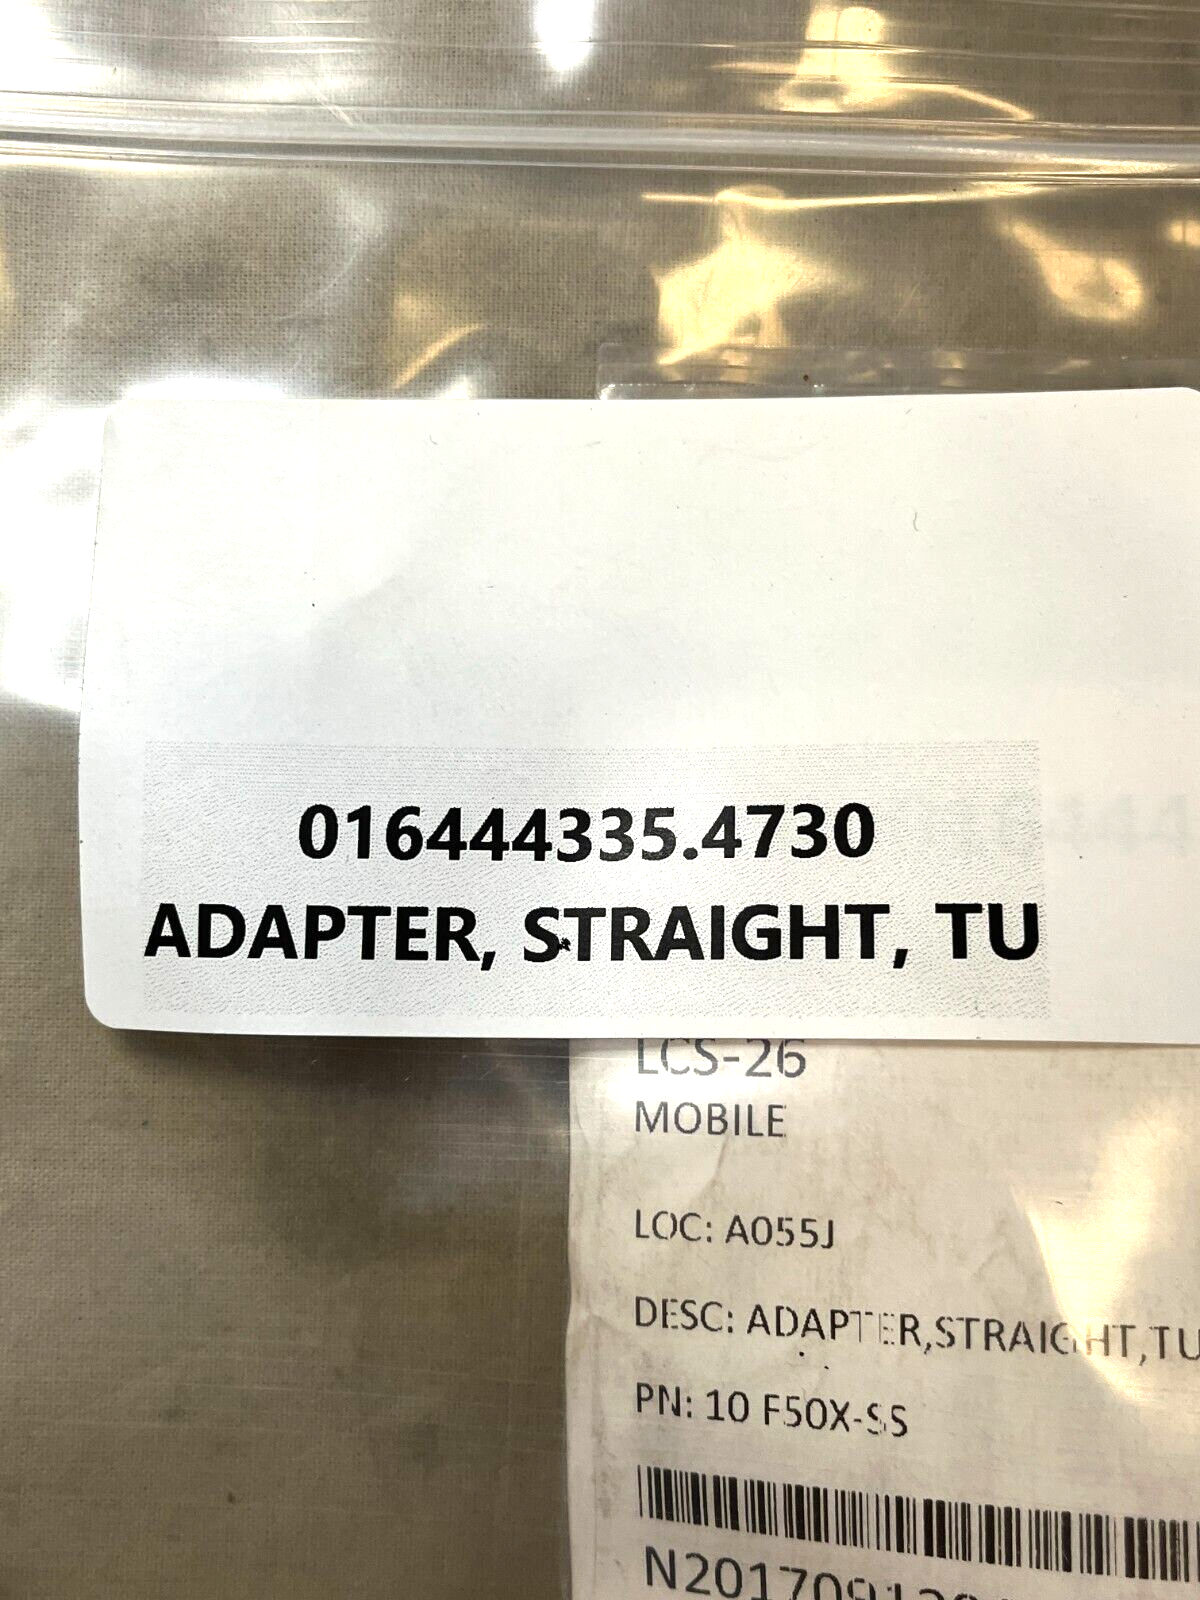 016444335.4730
ADAPTER, STRAIGHT, TU
LCS-26
MOBILE
LOC: A055J
DESC: ADAPTER,STRAIGHT,TU
PN: 10 F50X-SS